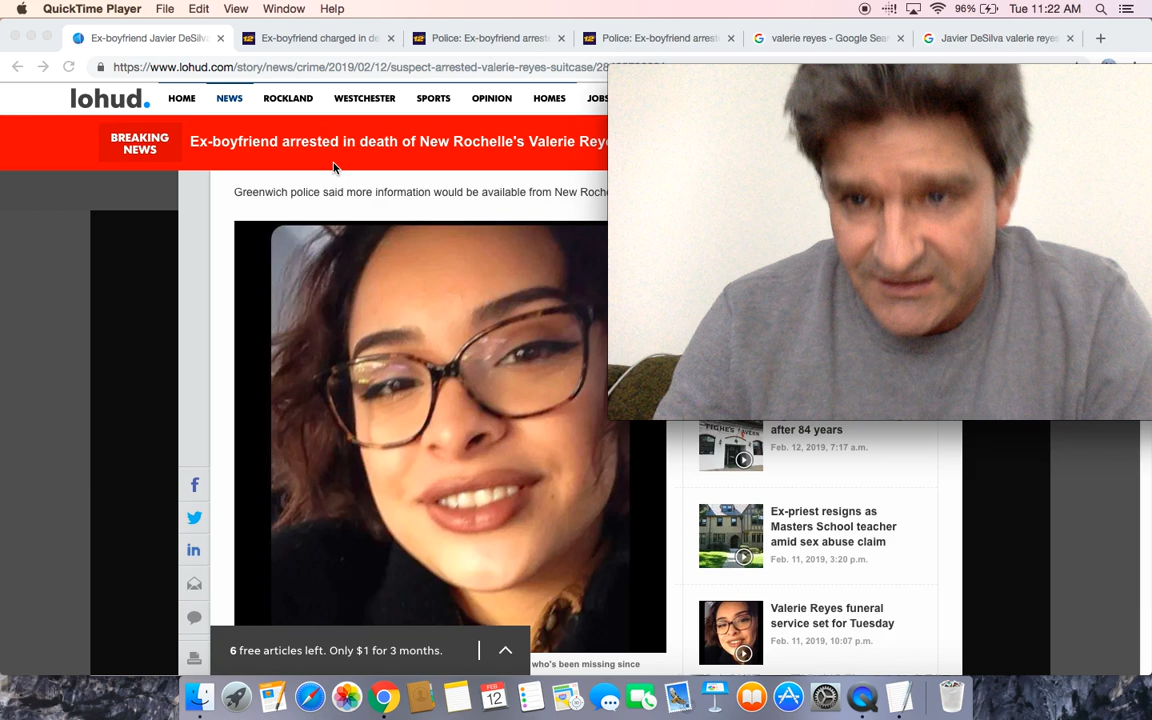 QuickTime Player File Edit View Window Help 96% Tue 11:22 AM
Ex-boyfriend Javier DeSilva
Ex-boyfriend charged in de
Police: Ex-boyfriend arrest
Police: Ex-boyfriend arrest
valerie reyes - Google Sear
Javier DeSilva valerie reyes
https://www.lohud.com/story/news/crime/2019/02/12/suspect-arrested-valerie-reyes-suitcase/
lohud. HOME NEWS ROCKLAND WESTCHESTER SPORTS OPINION HOMES JOBS
BREAKING
NEWS
Ex-boyfriend arrested in death of New Rochelle's Valerie Reye
Greenwich police said more information would be available from New Roche
after 84 years
Feb. 12, 2019, 7:17 a.m.
Ex-priest resigns as
Masters School teacher
amid sex abuse claim
Feb. 11, 2019, 3:20 p.m.
Valerie Reyes funeral
service set for Tuesday
Feb. 11, 2019, 10:07 p.m.
6 free articles left. Only $1 for 3 months.
who's been missing since
FEB
12